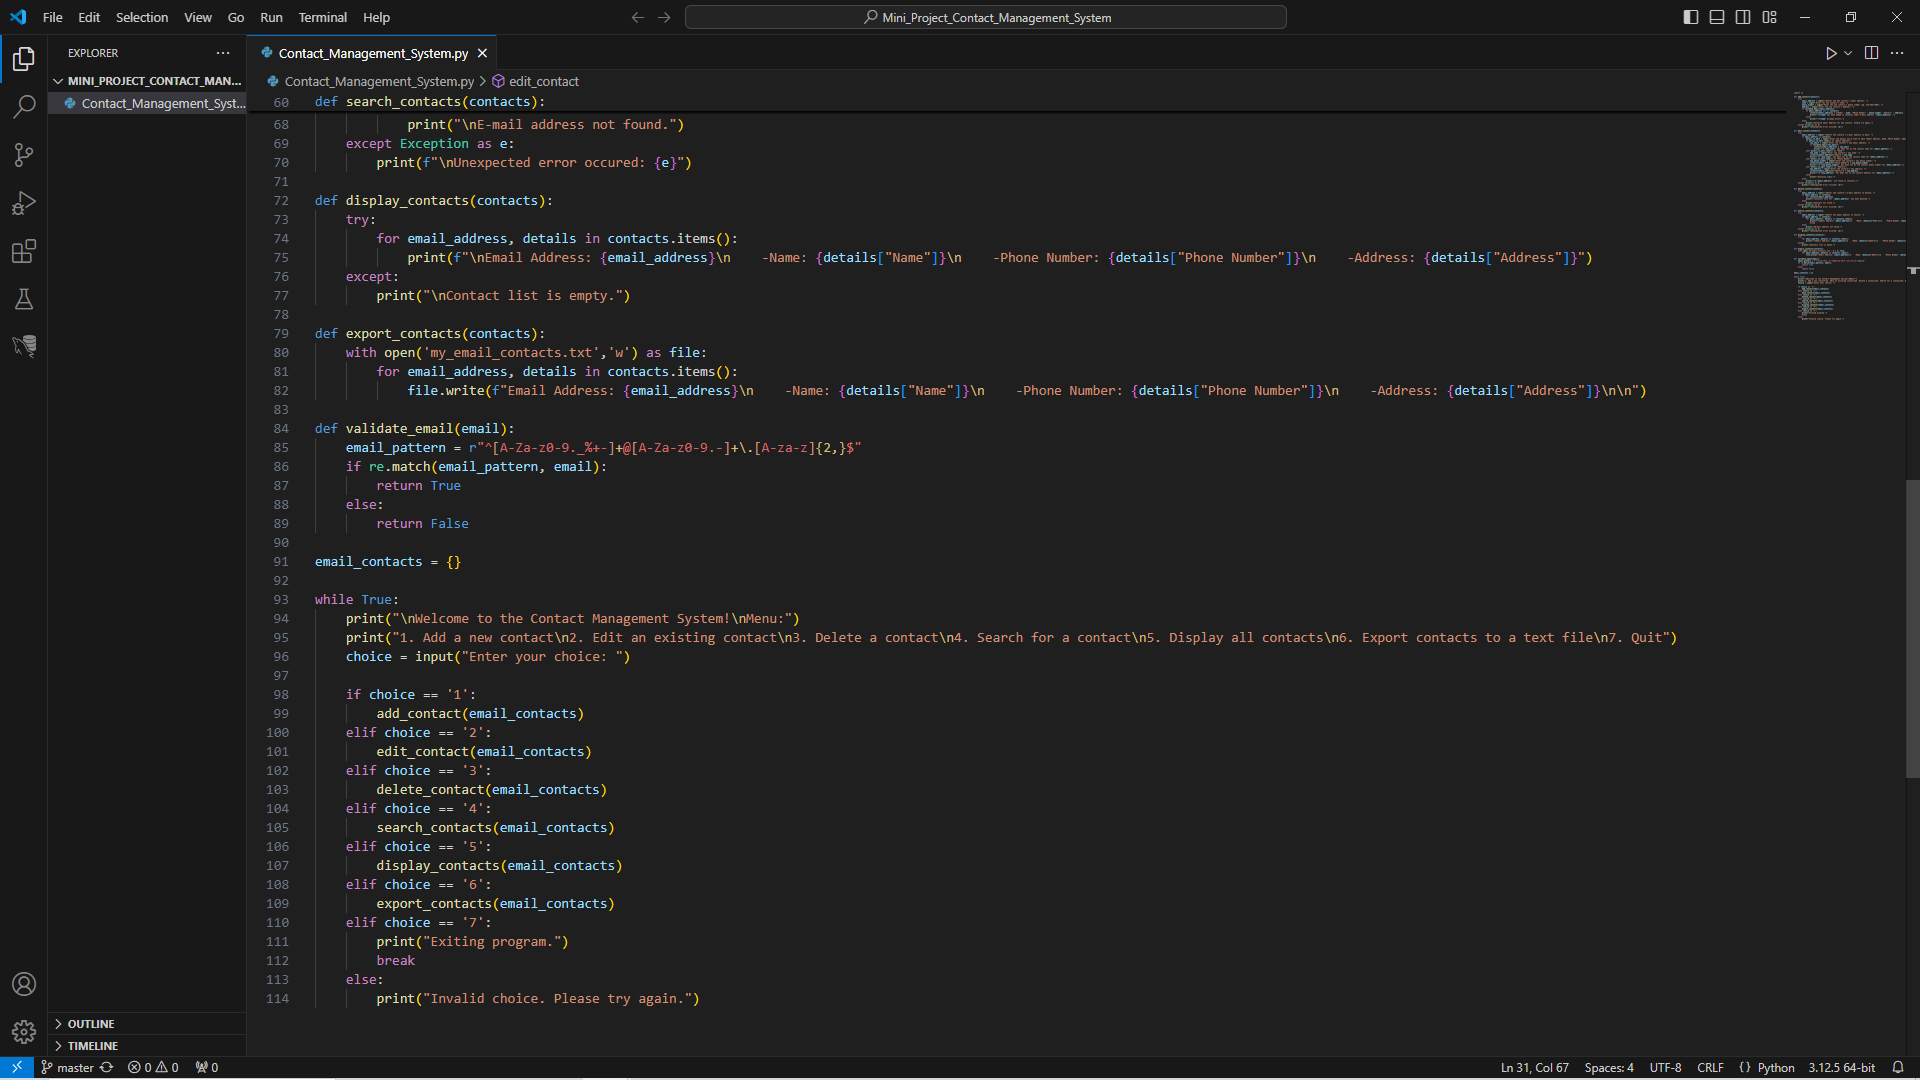 File Edit Selection View Go Run Terminal Help
Mini_Project_Contact_Management_System
EXPLORER
MINI_PROJECT_CONTACT_MAN...
Contact_Management_Syst...
OUTLINE
TIMELINE
Contact_Management_System.py
Contact_Management_System.py > edit_contact
60 def search_contacts(contacts):
68 print("\nE-mail address not found.")
69 except Exception as e:
70 print(f"\nUnexpected error occured: {e}")
71
72 def display_contacts(contacts):
73 try:
74 for email_address, details in contacts.items():
75 print(f"\nEmail Address: {email_address}\n    -Name: {details["Name"]}\n    -Phone Number: {details["Phone Number"]}\n    -Address: {details["Address"]}")
76 except:
77 print("\nContact list is empty.")
78
79 def export_contacts(contacts):
80 with open('my_email_contacts.txt','w') as file:
81 for email_address, details in contacts.items():
82 file.write(f"Email Address: {email_address}\n    -Name: {details["Name"]}\n    -Phone Number: {details["Phone Number"]}\n    -Address: {details["Address"]}\n\n")
83
84 def validate_email(email):
85 email_pattern = r"^[A-Za-z0-9._%+-]+@[A-Za-z0-9.-]+\.[A-za-z]{2,}$"
86 if re.match(email_pattern, email):
87 return True
88 else:
89 return False
90
91 email_contacts = {}
92
93 while True:
94 print("\nWelcome to the Contact Management System!\nMenu:")
95 print("1. Add a new contact\n2. Edit an existing contact\n3. Delete a contact\n4. Search for a contact\n5. Display all contacts\n6. Export contacts to a text file\n7. Quit")
96 choice = input("Enter your choice: ")
97
98 if choice == '1':
99 add_contact(email_contacts)
100 elif choice == '2':
101 edit_contact(email_contacts)
102 elif choice == '3':
103 delete_contact(email_contacts)
104 elif choice == '4':
105 search_contacts(email_contacts)
106 elif choice == '5':
107 display_contacts(email_contacts)
108 elif choice == '6':
109 export_contacts(email_contacts)
110 elif choice == '7':
111 print("Exiting program.")
112 break
113 else:
114 print("Invalid choice. Please try again.")
master 0 0 0 Ln 31, Col 67 Spaces: 4 UTF-8 CRLF {} Python 3.12.5 64-bit